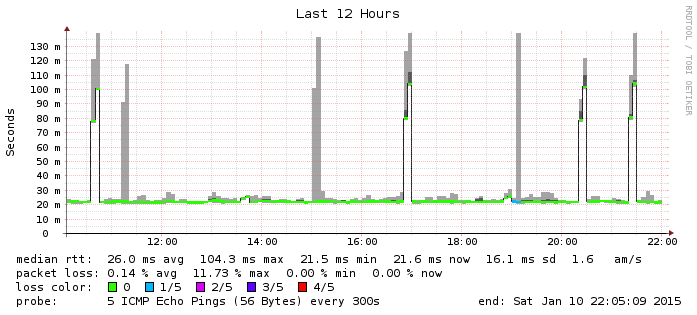 Last 12 Hours
RRDTOOL / TOBI OETIKER
Seconds
130 m
120 m
110 m
100 m
90 m
80 m
70 m
60 m
50 m
40 m
30 m
20 m
10 m
0
12:00 14:00 16:00 18:00 20:00 22:00
median rtt: 26.0 ms avg 104.3 ms max 21.5 ms min 21.6 ms now 16.1 ms sd 1.6 am/s
packet loss: 0.14 % avg 11.73 % max 0.00 % min 0.00 % now
loss color: 0 1/5 2/5 3/5 4/5
probe: 5 ICMP Echo Pings (56 Bytes) every 300s end: Sat Jan 10 22:05:09 2015